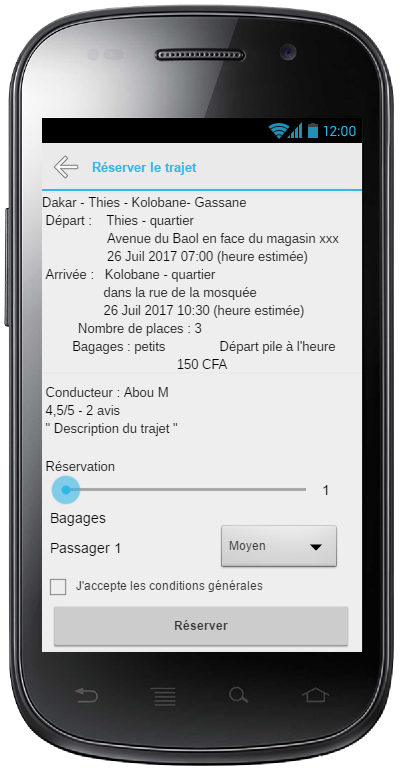 12:00
Réserver le trajet
Dakar - Thies - Kolobane- Gassane
Départ : Thies - quartier
Avenue du Baol en face du magasin xxx
26 Juil 2017 07:00 (heure estimée)
Arrivée : Kolobane - quartier
dans la rue de la mosquée
26 Juil 2017 10:30 (heure estimée)
Nombre de places : 3
Bagages : petits Départ pile à l'heure
150 CFA
Conducteur : Abou M
4,5/5 - 2 avis
" Description du trajet "
Réservation
1
Bagages
Passager 1 Moyen
J'accepte les conditions générales
Réserver